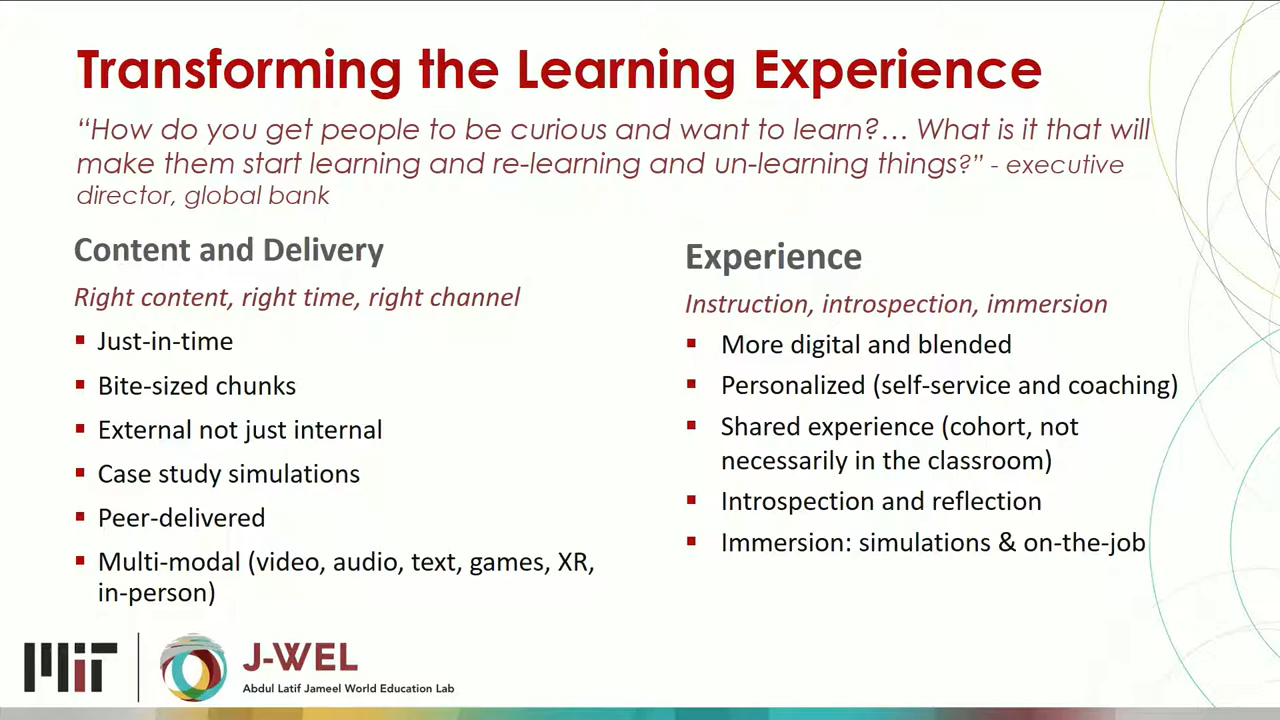 Transforming the Learning Experience
“How do you get people to be curious and want to learn?… What is it that will
make them start learning and re-learning and un-learning things?” - executive
director, global bank
Content and Delivery
Right content, right time, right channel
▪ Just-in-time
▪ Bite-sized chunks
▪ External not just internal
▪ Case study simulations
▪ Peer-delivered
▪ Multi-modal (video, audio, text, games, XR,
in-person)
Experience
Instruction, introspection, immersion
▪ More digital and blended
▪ Personalized (self-service and coaching)
▪ Shared experience (cohort, not
necessarily in the classroom)
▪ Introspection and reflection
▪ Immersion: simulations & on-the-job
MIT
J-WEL
Abdul Latif Jameel World Education Lab